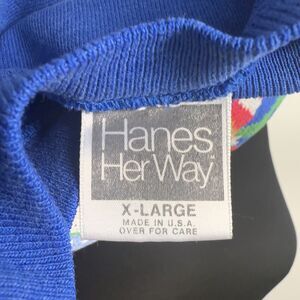 Hanes
Her Way
X-LARGE
MADE IN U.S.A.
OVER FOR CARE